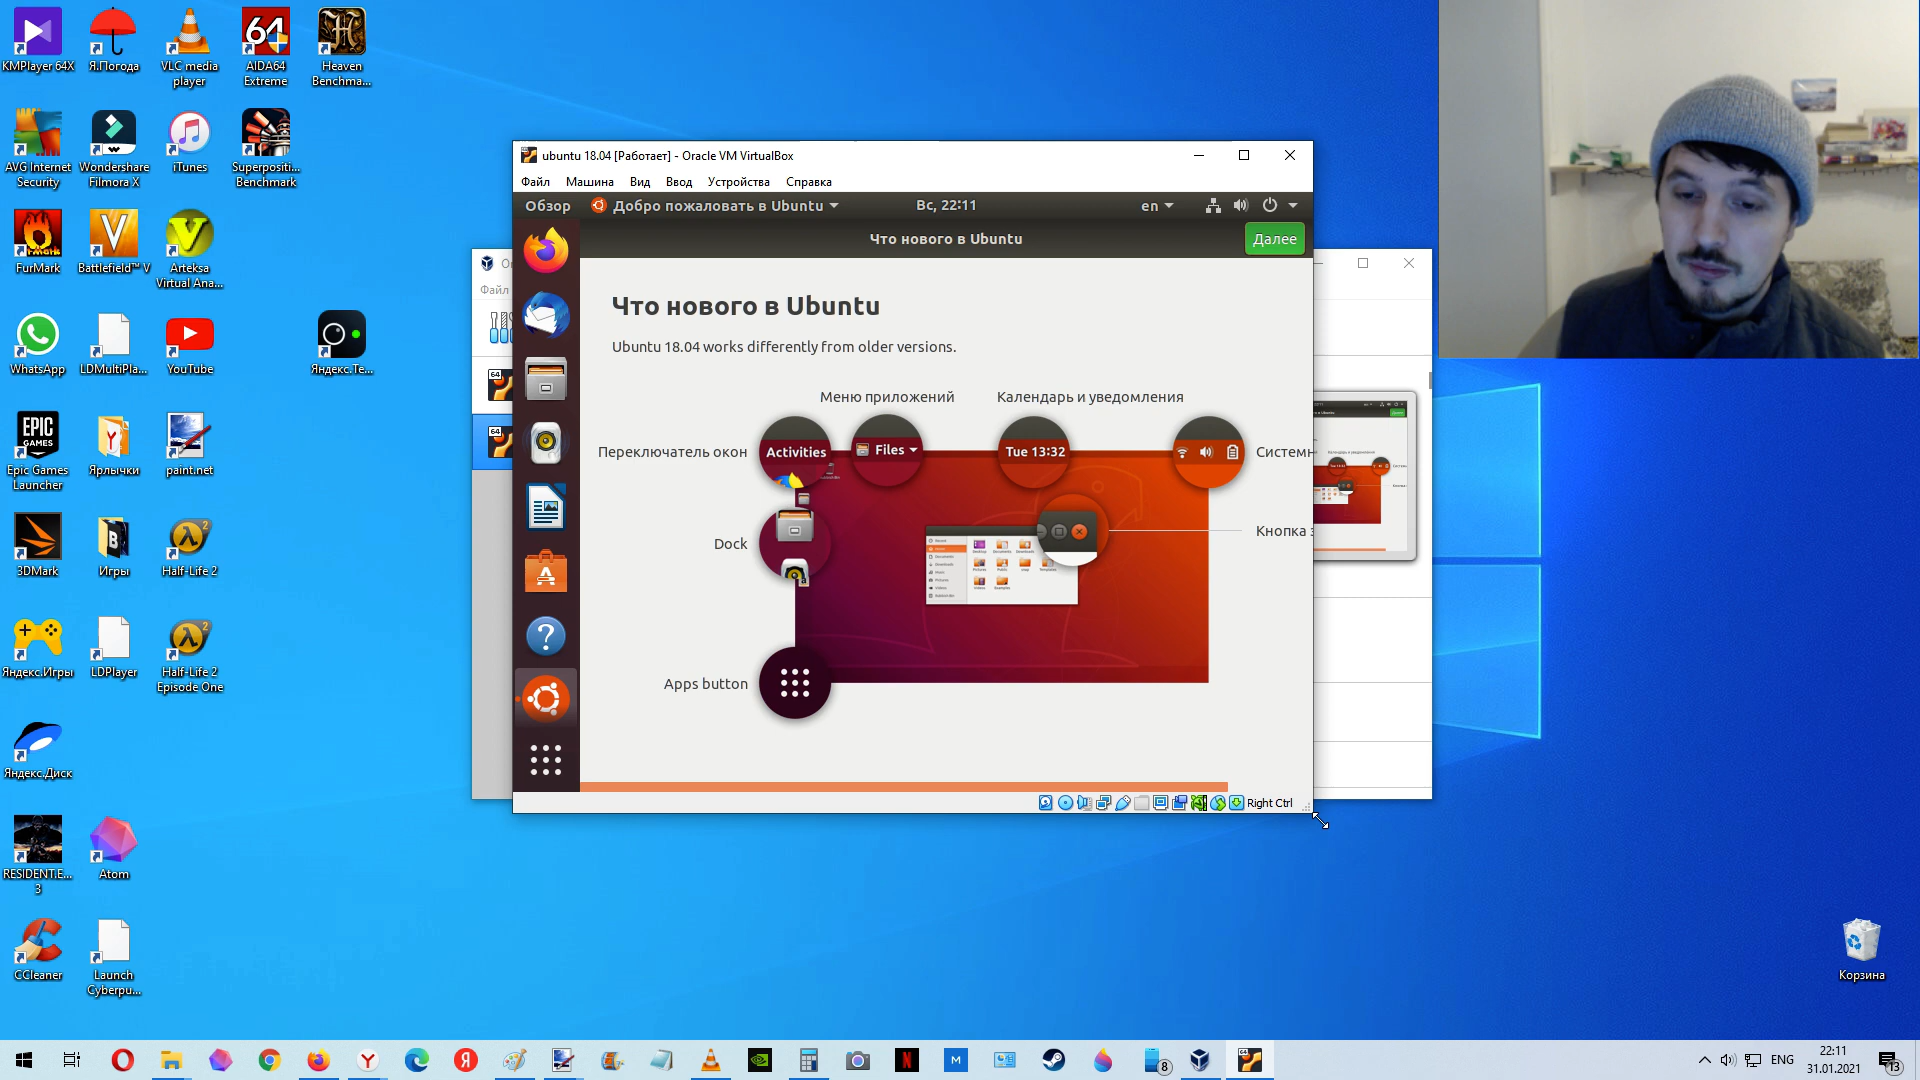 KMPlayer 64X
Я.Погода
VLC media player
AIDA64 Extreme
Heaven Benchma...
AVG Internet Security
Wondershare Filmora X
iTunes
Superpositi... Benchmark
FurMark
Battlefield™ V
Arteksa Virtual Ana...
WhatsApp
LDMultiPla...
YouTube
Яндекс.Те...
Epic Games Launcher
Ярлычки
paint.net
3DMark
Игры
Half-Life 2
Яндекс.Игры
LDPlayer
Half-Life 2 Episode One
Яндекс.Диск
RESIDENT.E... 3
Atom
CCleaner
Launch Cyberpu...
Корзина
ubuntu 18.04 [Работает] - Oracle VM VirtualBox
Файл Машина Вид Ввод Устройства Справка
Обзор Добро пожаловать в Ubuntu Вс, 22:11 en
Что нового в Ubuntu Далее
Файл
Что нового в Ubuntu
Ubuntu 18.04 works differently from older versions.
Меню приложений Календарь и уведомления
Переключатель окон Activities Files Tue 13:32
Dock Кнопка
Apps button
Right Ctrl
ENG 22:11
31.01.2021
13
8